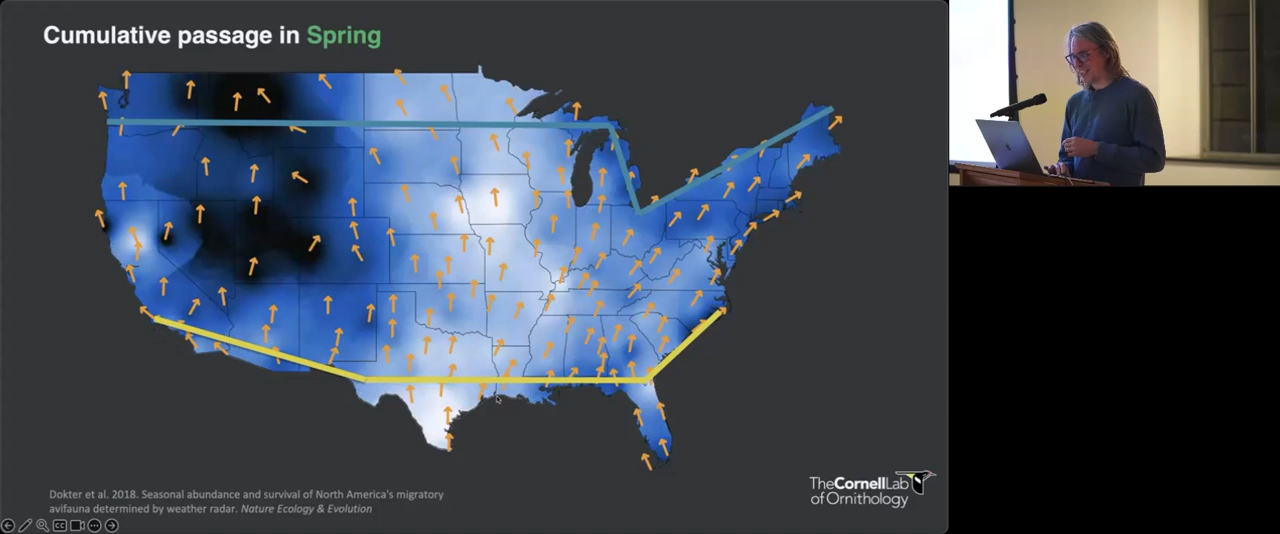 Cumulative passage in Spring
Dokter et al. 2018. Seasonal abundance and survival of North America's migratory
avifauna determined by weather radar. Nature Ecology & Evolution
TheCornellLab
of Ornithology
CC